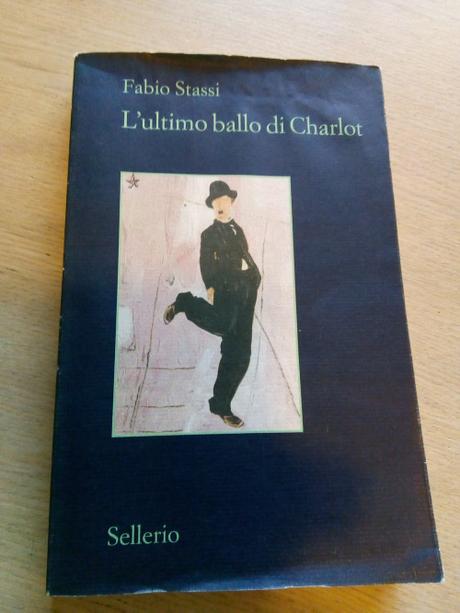 Fabio Stassi
L'ultimo ballo di Charlot
Sellerio